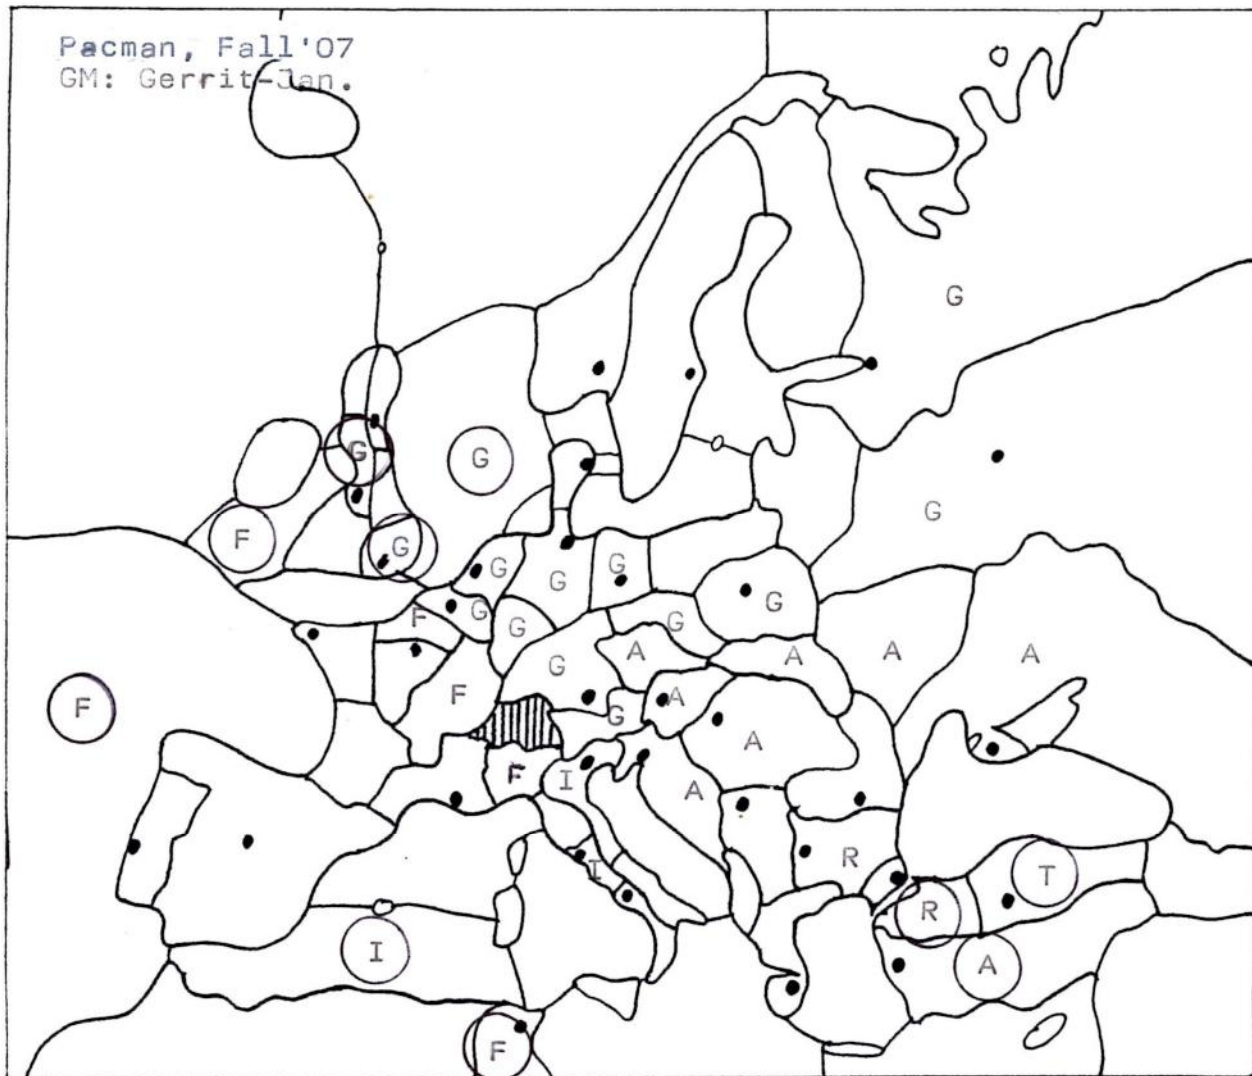 Pacman, Fall'07
GM: Gerrit-Jan.
G
G G
G
F G
G G G
G
F G G G
G A A A A
F F G A
A
F I A
I R T
R
I A
F